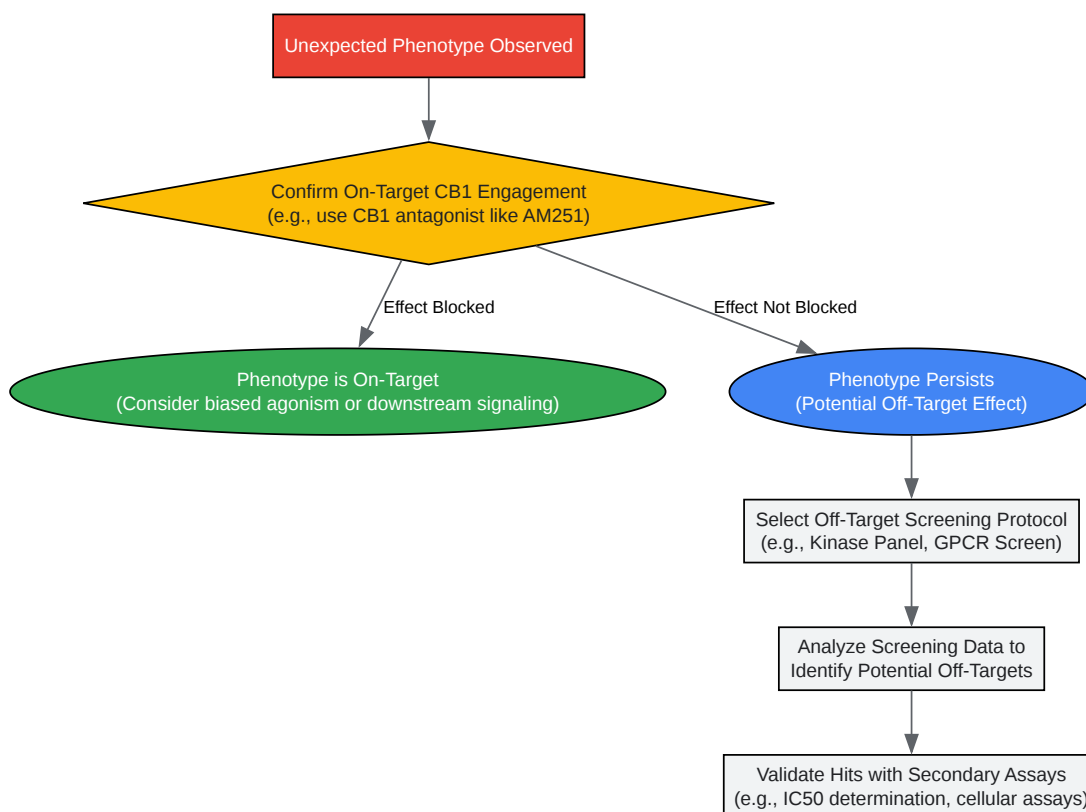 Unexpected Phenotype Observed
Confirm On-Target CB1 Engagement
(e.g., use CB1 antagonist like AM251)
Effect Blocked
Effect Not Blocked
Phenotype is On-Target
(Consider biased agonism or downstream signaling)
Phenotype Persists
(Potential Off-Target Effect)
Select Off-Target Screening Protocol
(e.g., Kinase Panel, GPCR Screen)
Analyze Screening Data to
Identify Potential Off-Targets
Validate Hits with Secondary Assays
(e.g., IC50 determination, cellular assays)